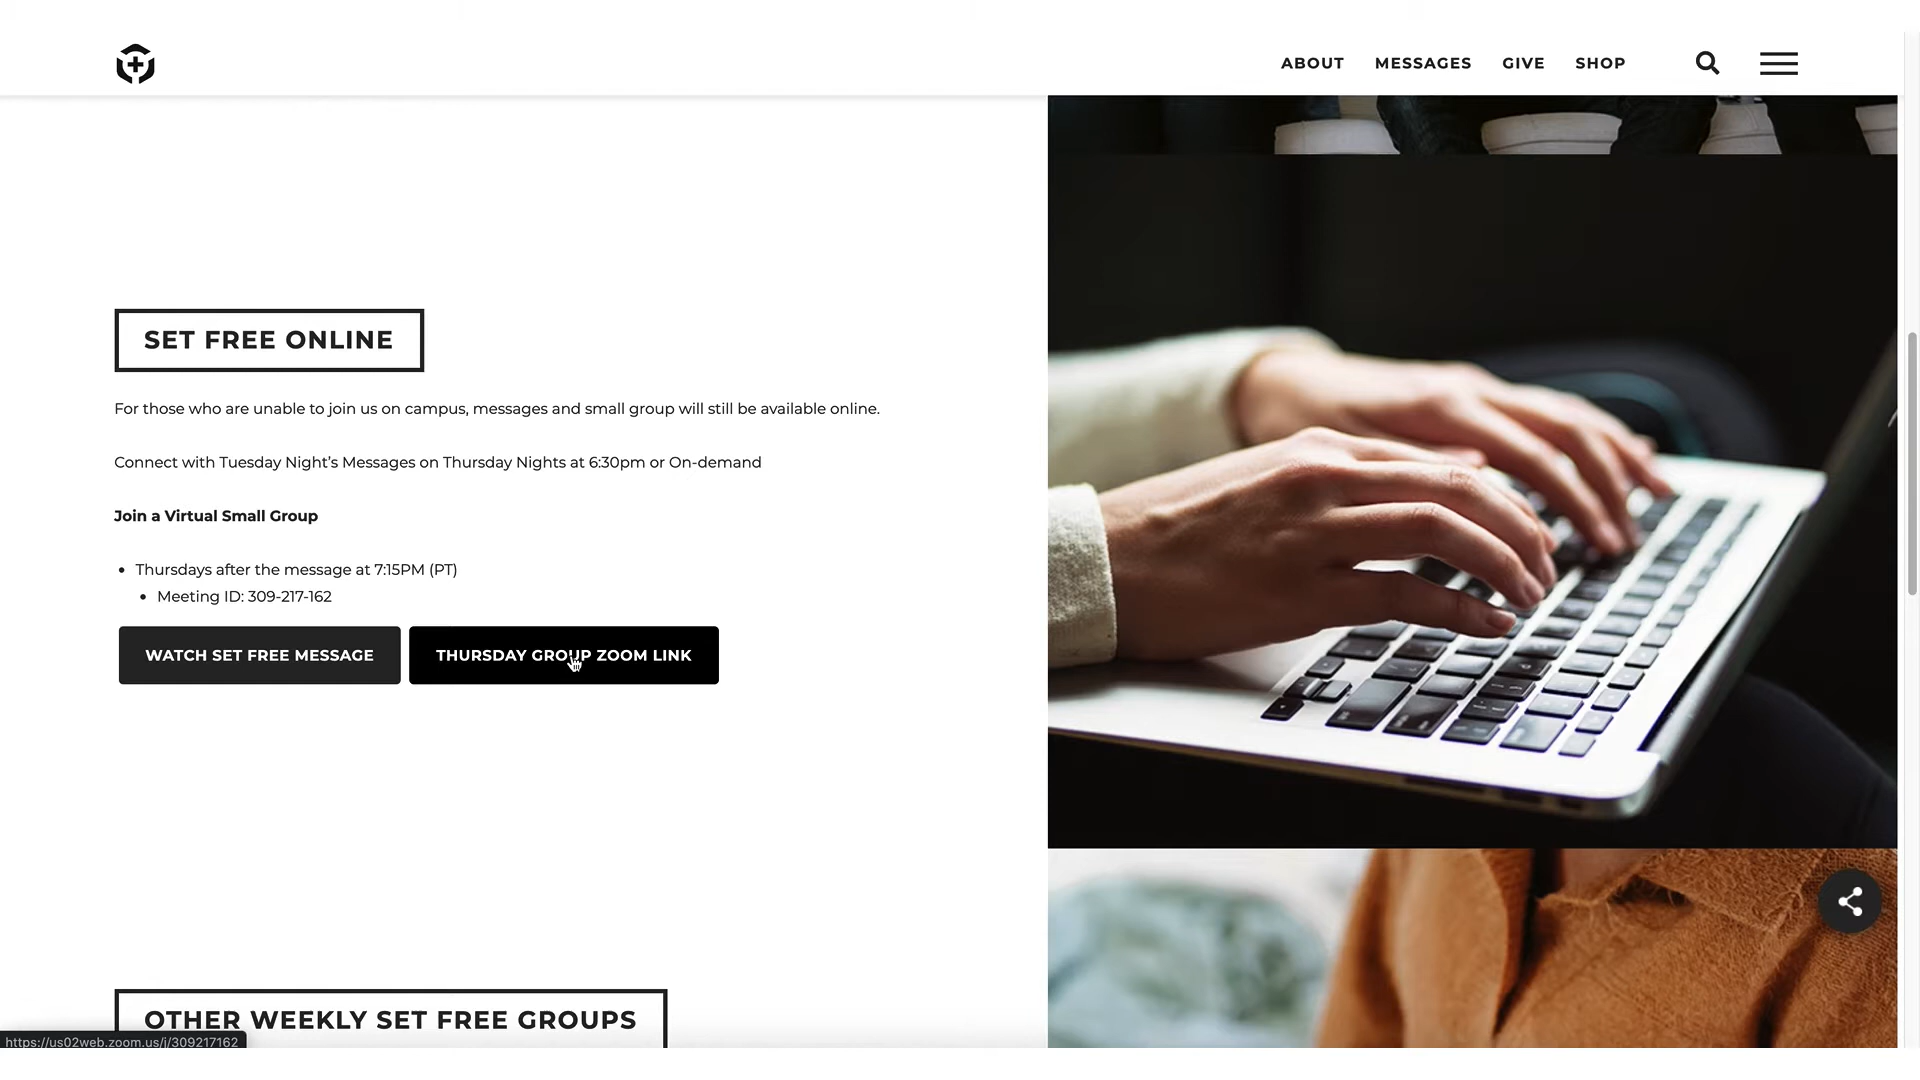 ABOUT MESSAGES GIVE SHOP
SET FREE ONLINE
For those who are unable to join us on campus, messages and small group will still be available online.
Connect with Tuesday Night's Messages on Thursday Nights at 6:30pm or On-demand
Join a Virtual Small Group
• Thursdays after the message at 7:15PM (PT)
• Meeting ID: 309-217-162
WATCH SET FREE MESSAGE THURSDAY GROUP ZOOM LINK
OTHER WEEKLY SET FREE GROUPS
https://us02web.zoom.us/j/309217162